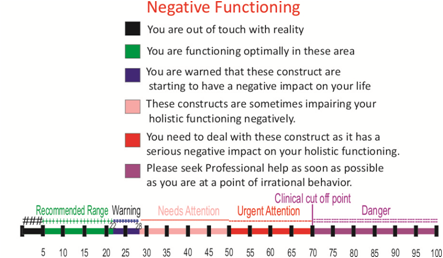 Negative Functioning
You are out of touch with reality
You are functioning optimally in these area
You are warned that these construct are
starting to have a negative impact on your life
These constructs are sometimes impairing your
holistic functioning negatively.
You need to deal with these construct as it has a
serious negative impact on your holistic functioning.
Please seek Professional help as soon as possible
as you are at a point of irrational behavior.
Clinical cut off point
Recommended Range Warning Needs Attention Urgent Attention Danger
###
22 28
5 10 15 20 25 30 35 40 45 50 55 60 65 70 75 80 85 90 95 100